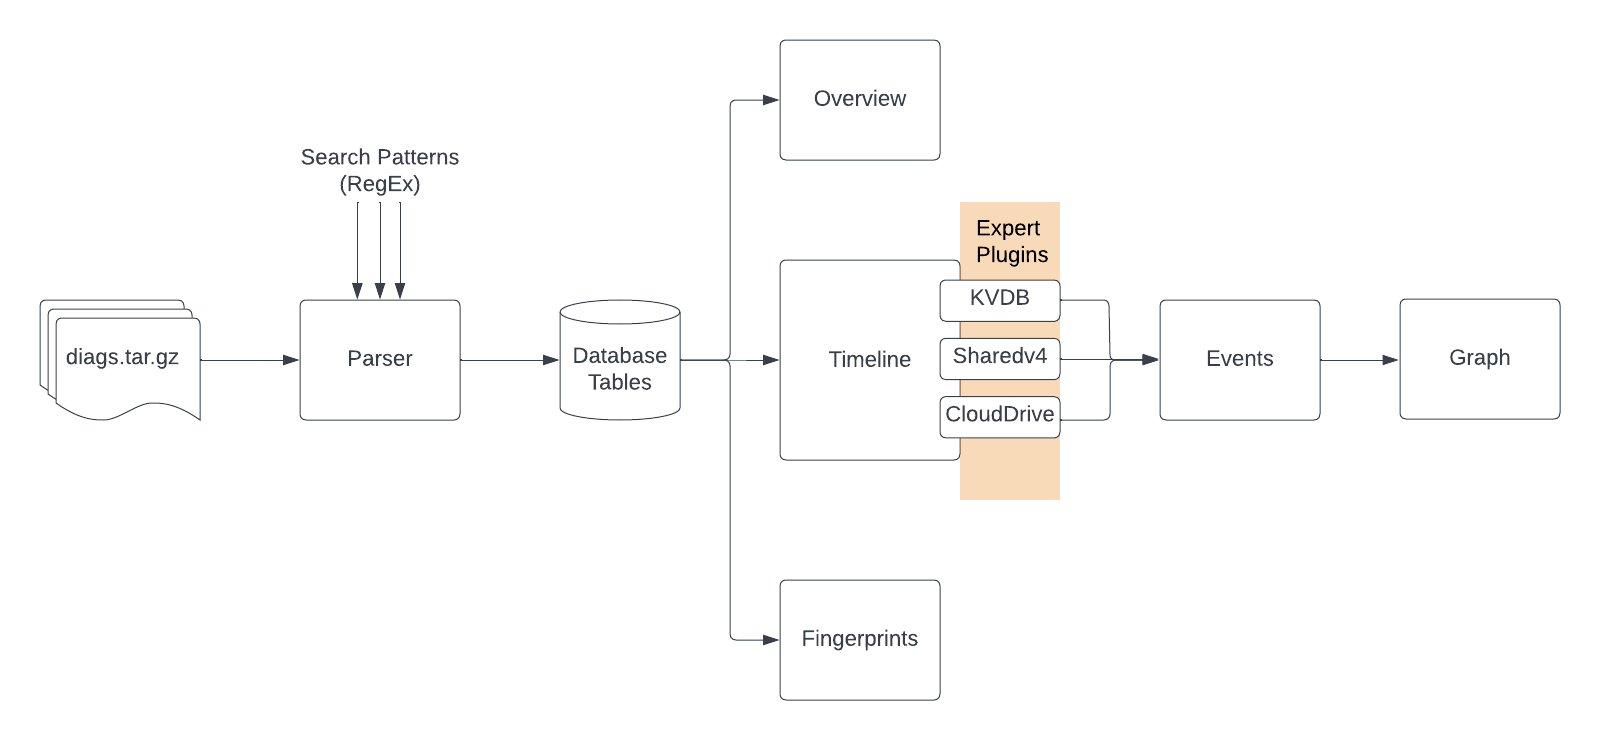 Overview
Search Patterns
(RegEx)
Expert
Plugins
KVDB
diags.tar.gz
Parser
Database
Tables
Timeline
Sharedv4
CloudDrive
Events
Graph
Fingerprints